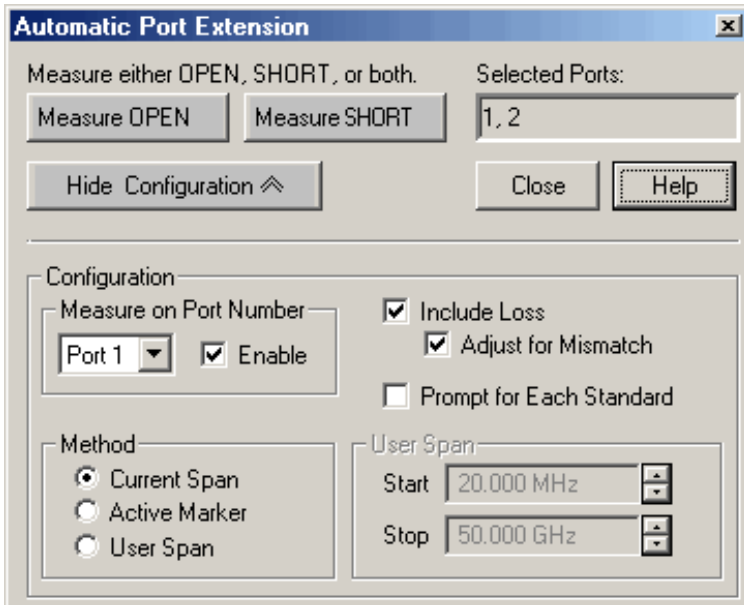 Automatic Port Extension
Measure either OPEN, SHORT, or both.
Selected Ports:
Measure OPEN
Measure SHORT
1, 2
Hide Configuration
Close
Help
Configuration
Measure on Port Number
Port 1
Enable
Include Loss
Adjust for Mismatch
Prompt for Each Standard
Method
Current Span
Active Marker
User Span
User Span
Start
20.000 MHz
Stop
50.000 GHz